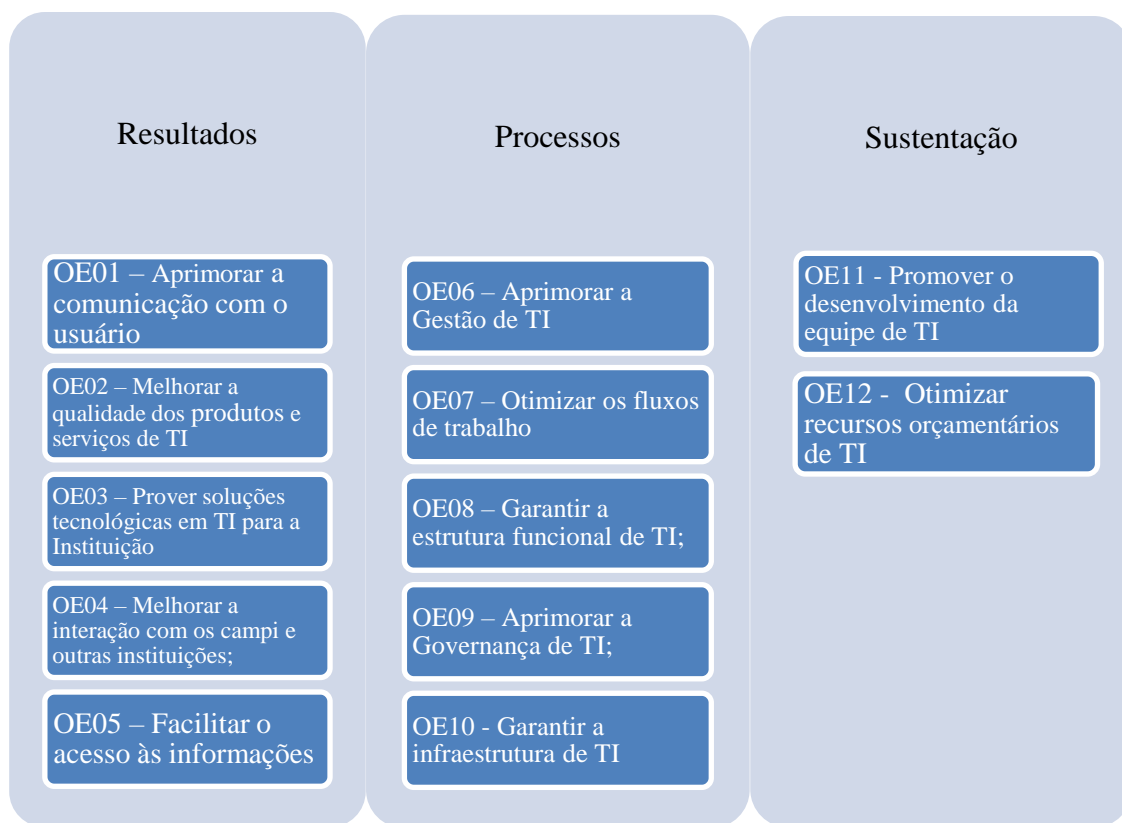 Resultados
OE01 – Aprimorar a
comunicação com o
usuário
OE02 – Melhorar a
qualidade dos produtos e
serviços de TI
OE03 – Prover soluções
tecnológicas em TI para a
Instituição
OE04 – Melhorar a
interação com os campi e
outras instituições;
OE05 – Facilitar o
acesso às informações
Processos
OE06 – Aprimorar a
Gestão de TI
OE07 – Otimizar os fluxos
de trabalho
OE08 – Garantir a
estrutura funcional de TI;
OE09 – Aprimorar a
Governança de TI;
OE10 - Garantir a
infraestrutura de TI
Sustentação
OE11 - Promover o
desenvolvimento da
equipe de TI
OE12 - Otimizar
recursos orçamentários
de TI